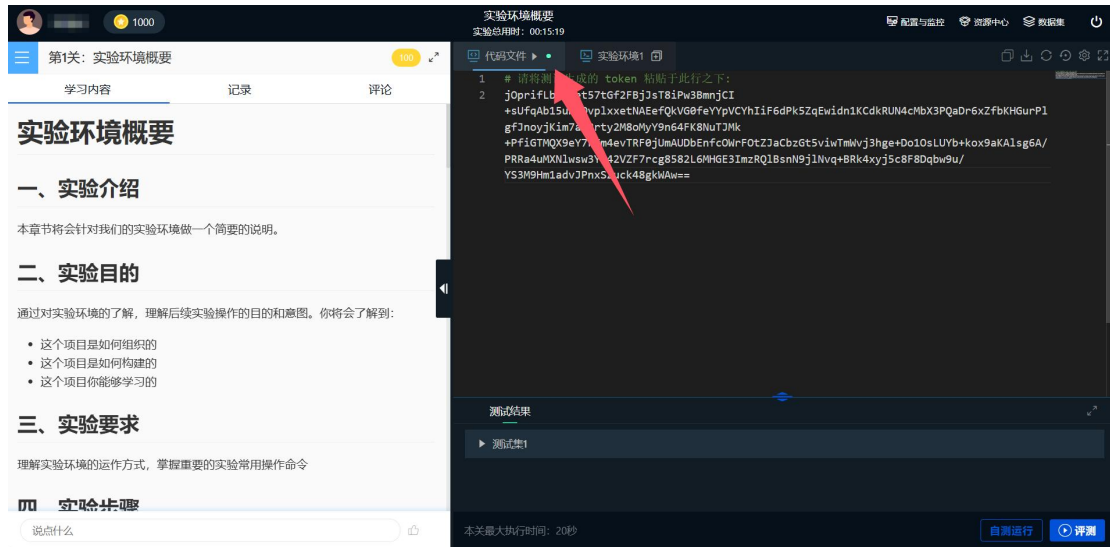 1000
实验环境概要
实验总用时：00:15:19
配置与监控
资源中心
数据集
第1关：实验环境概要
100
学习内容
记录
评论
实验环境概要
一、实验介绍
本章节将会针对我们的实验环境做一个简要的说明。
二、实验目的
通过对实验环境的了解，理解后续实验操作的目的和意图。你将会了解到：
这个项目是如何组织的
这个项目是如何构建的
这个项目你能够学习的
三、实验要求
理解实验环境的运作方式，掌握重要的实验常用操作命令
四、实验步骤
说点什么
代码文件
实验环境1
1 # 请将测 生成的 token 粘贴于此行之下:
2
+PfiGTMQX9eY7
YS3M9Hm1advJPnxS
测试结果
测试集1
本关最大执行时间：20秒
自测运行
评测